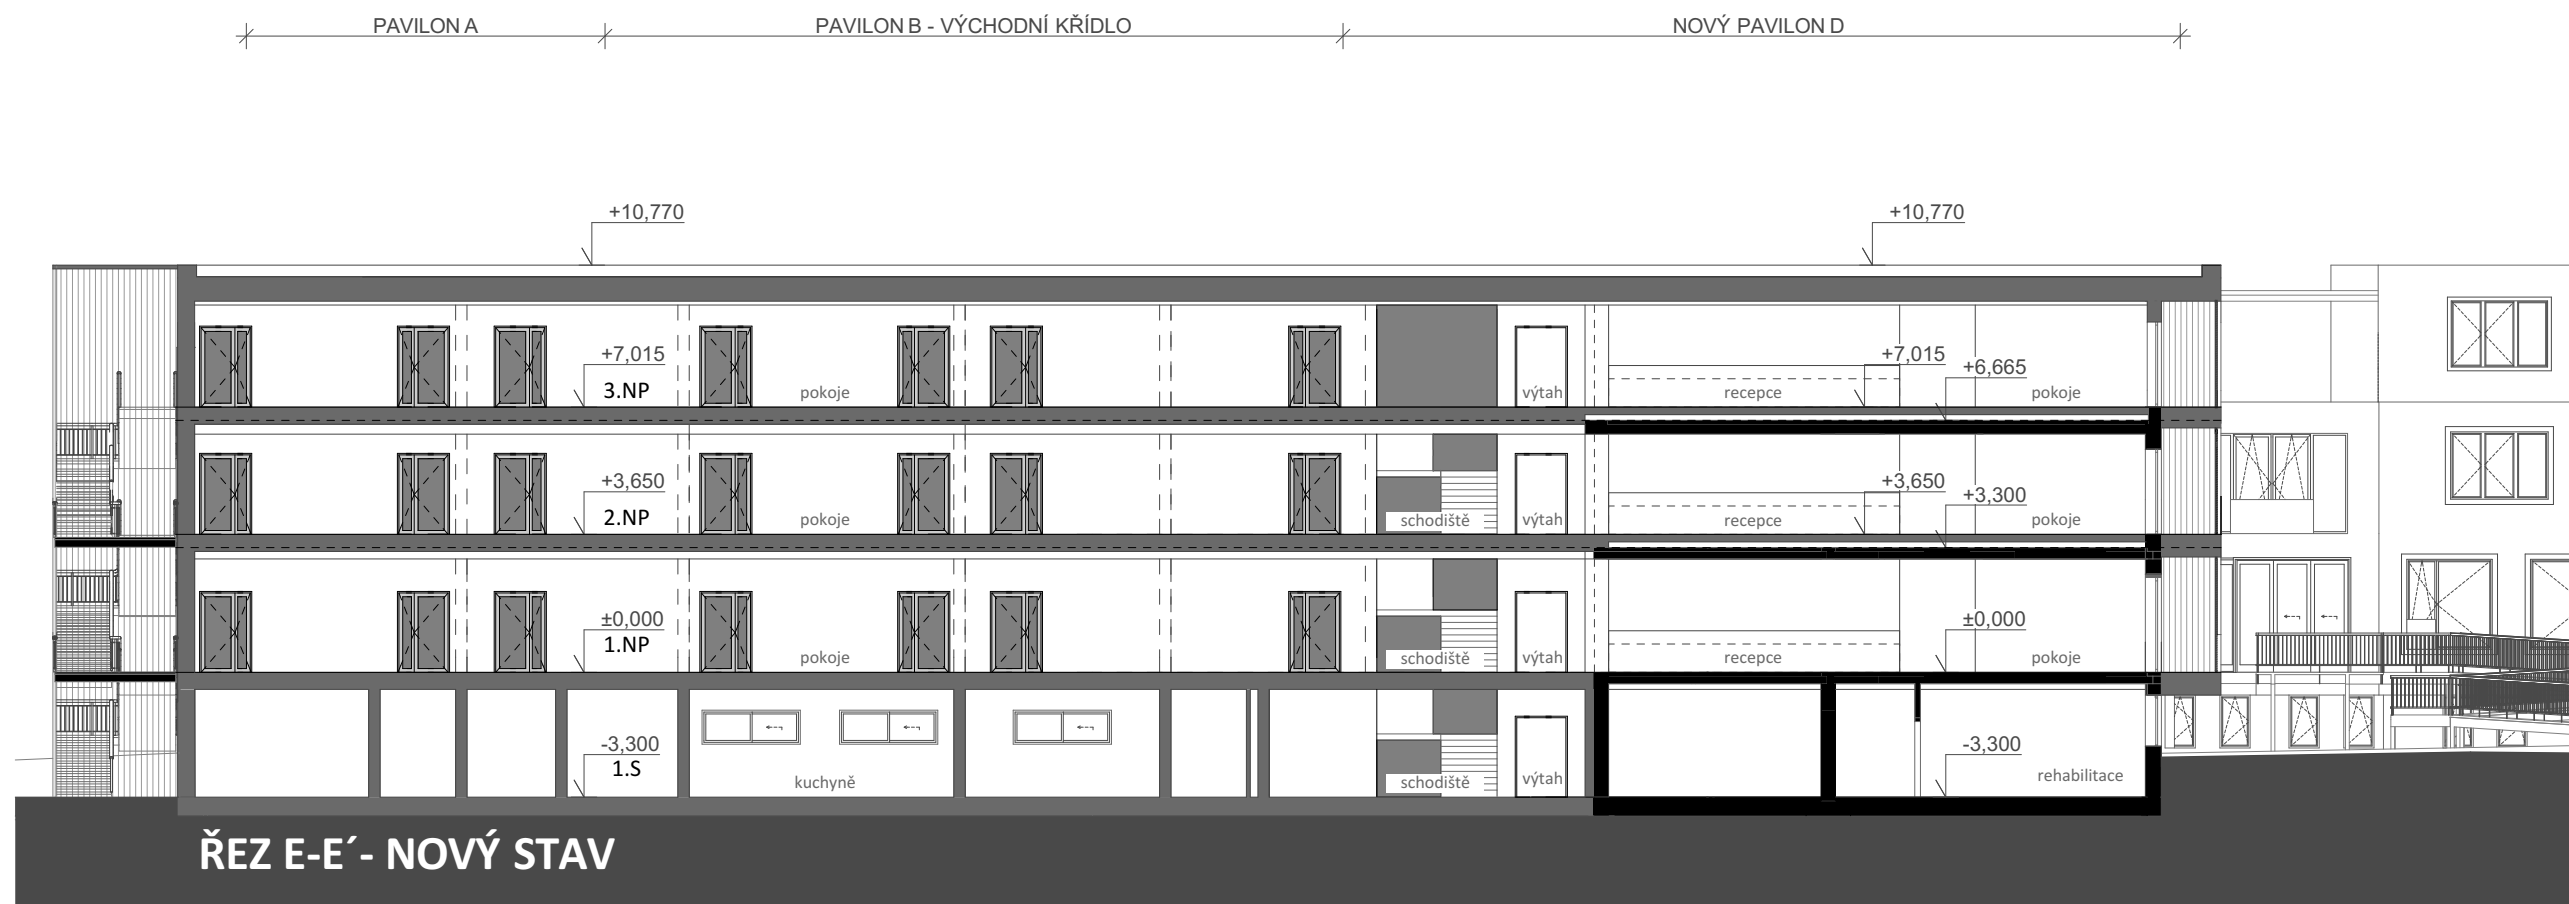 PAVILON A
PAVILON B - VÝCHODNÍ KŘÍDLO
NOVÝ PAVILON D
+10,770
+10,770
+7,015
3.NP
pokoje
výtah
recepce
+7,015
+6,665
pokoje
+3,650
2.NP
pokoje
schodiště
výtah
recepce
+3,650
+3,300
pokoje
±0,000
1.NP
pokoje
schodiště
výtah
recepce
±0,000
pokoje
-3,300
1.S
kuchyně
schodiště
výtah
-3,300
rehabilitace
ŘEZ E-E´- NOVÝ STAV